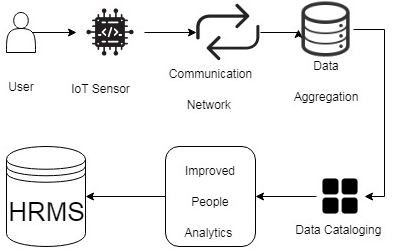 User
IoT Sensor
</>
Communication
Network
Data
Aggregation
HRMS
Improved
People
Analytics
Data Cataloging